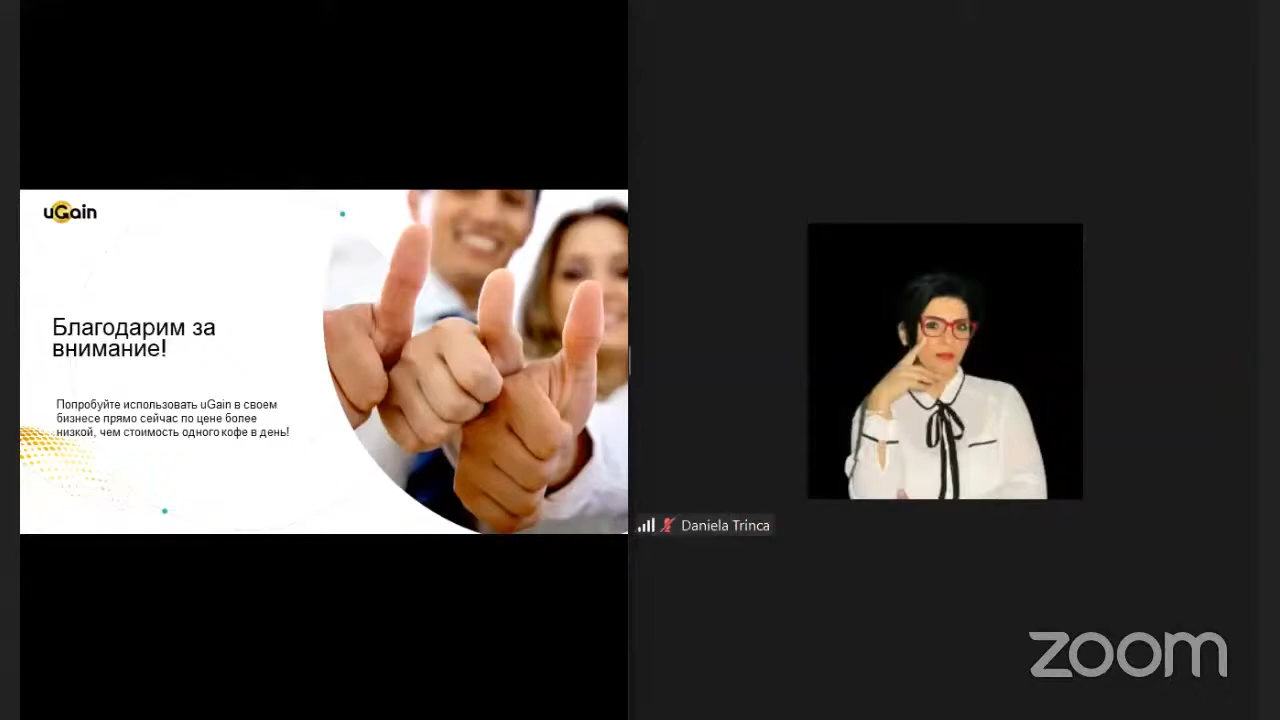 uGain
Благодарим за
внимание!
Попробуйте использовать uGain в своем
бизнесе прямо сейчас по цене более
низкой, чем стоимость одного кофе в день!
Daniela Trinca
zoom